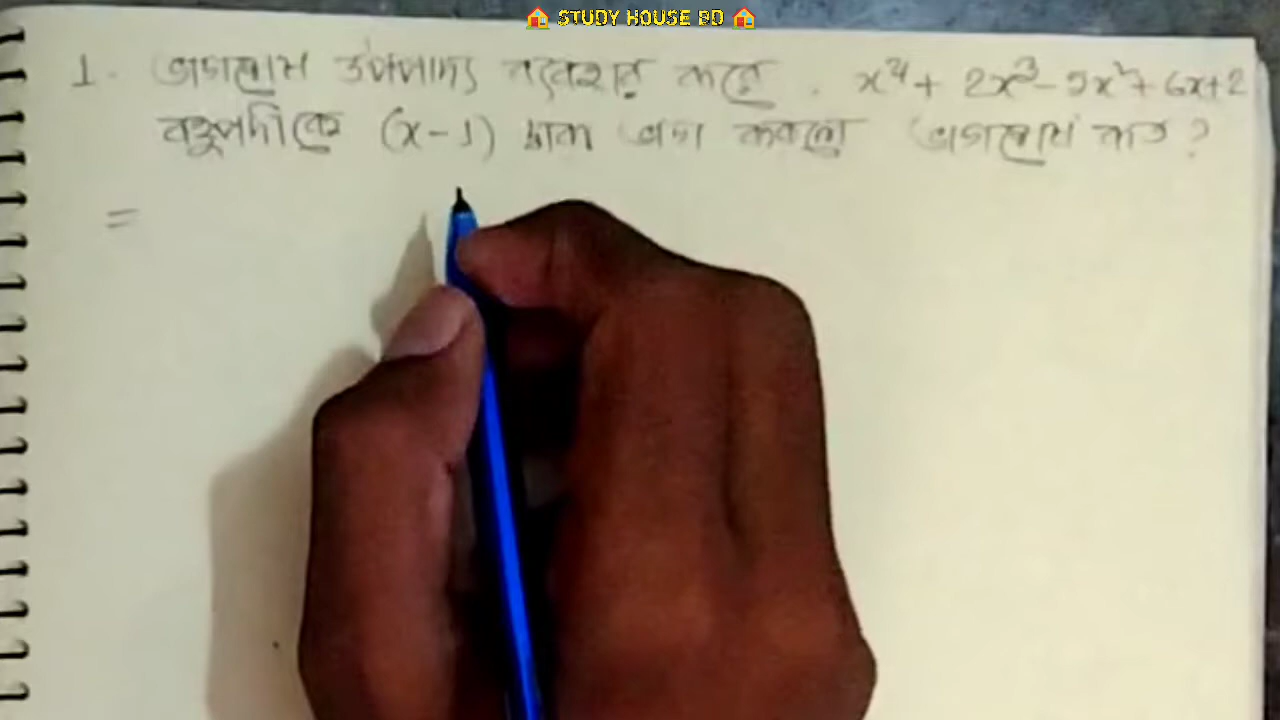 🏠 STUDY HOUSE BD 🏠
1. ভাগশেষ উপপাদ্য ব্যবহার করে . x⁴ + 2x³ - 5x² + 6x + 2
বহুপদীকে (x - 1) দ্বারা ভাগ করলে ভাগশেষ কত ?
=